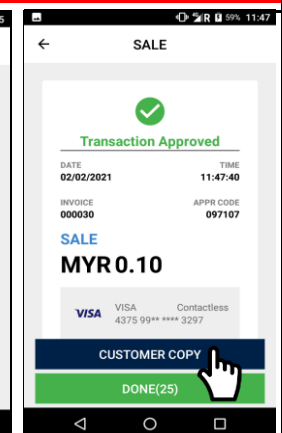 59% 11:47
SALE
Transaction Approved
DATE TIME
02/02/2021 11:47:40
INVOICE APPR CODE
000030 097107
SALE
MYR 0.10
VISA VISA Contactless
4375 99** **** 3297
CUSTOMER COPY
DONE(25)